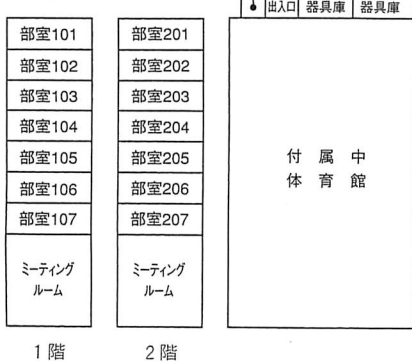 出入口 器具庫 器具庫
部室101
部室102
部室103
部室104
部室105
部室106
部室107
ミーティング
ルーム
1階
部室201
部室202
部室203
部室204
部室205
部室206
部室207
ミーティング
ルーム
2階
付属中
体育館